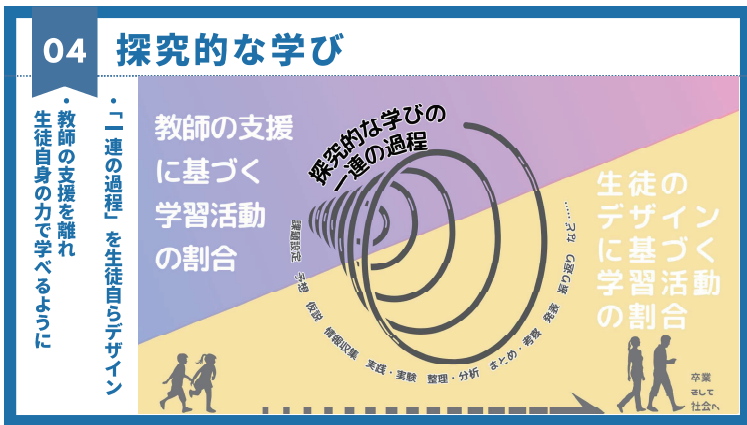 04 探究的な学び
・「一連の過程」を生徒自らデザイン
・教師の支援を離れ
生徒自身の力で学べるように
教師の支援
に基づく
学習活動
の割合
探究的な学びの
一連の過程
生徒の
デザイン
に基づく
学習活動
の割合
課題設定 予想 仮説 情報収集 実践・実験 整理・分析 まとめ・考察 発表 振り返り など……
卒業
そして
社会へ